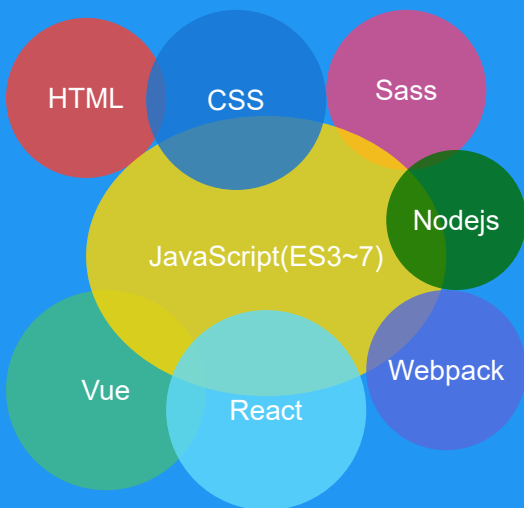 HTML
CSS
Sass
Nodejs
JavaScript(ES3~7)
Webpack
Vue
React